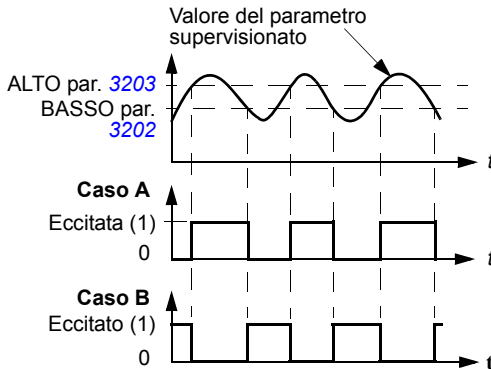 Valore del parametro
supervisionato
ALTO par. 3203
BASSO par.
3202
t
Caso A
Eccitata (1)
0
t
Caso B
Eccitato (1)
0
t